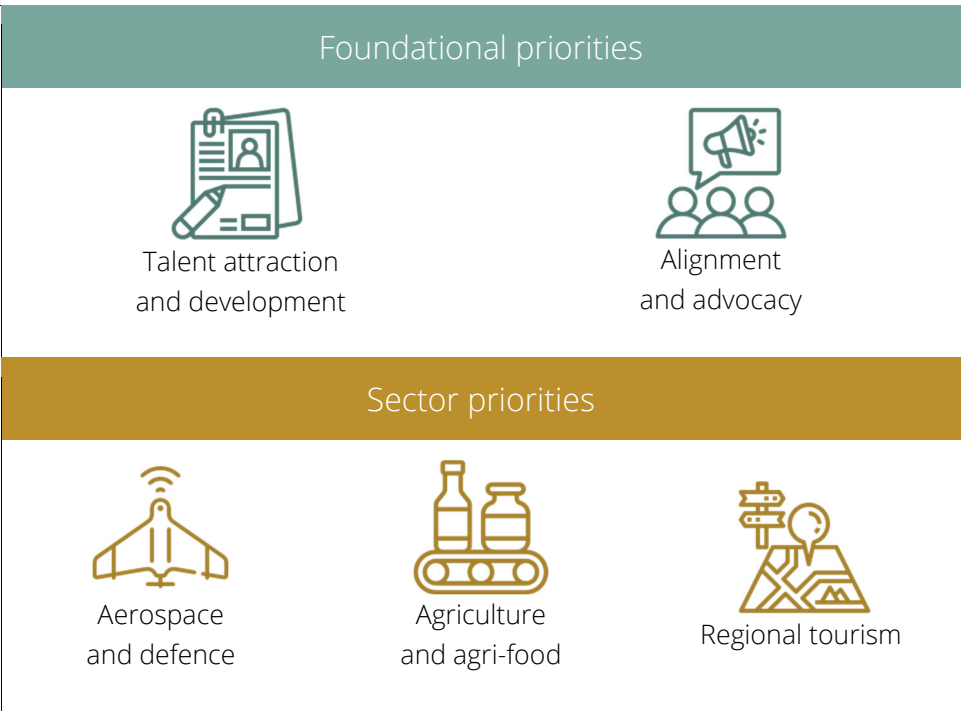 Foundational priorities
Talent attraction
and development
Alignment
and advocacy
Sector priorities
Aerospace
and defence
Agriculture
and agri-food
Regional tourism